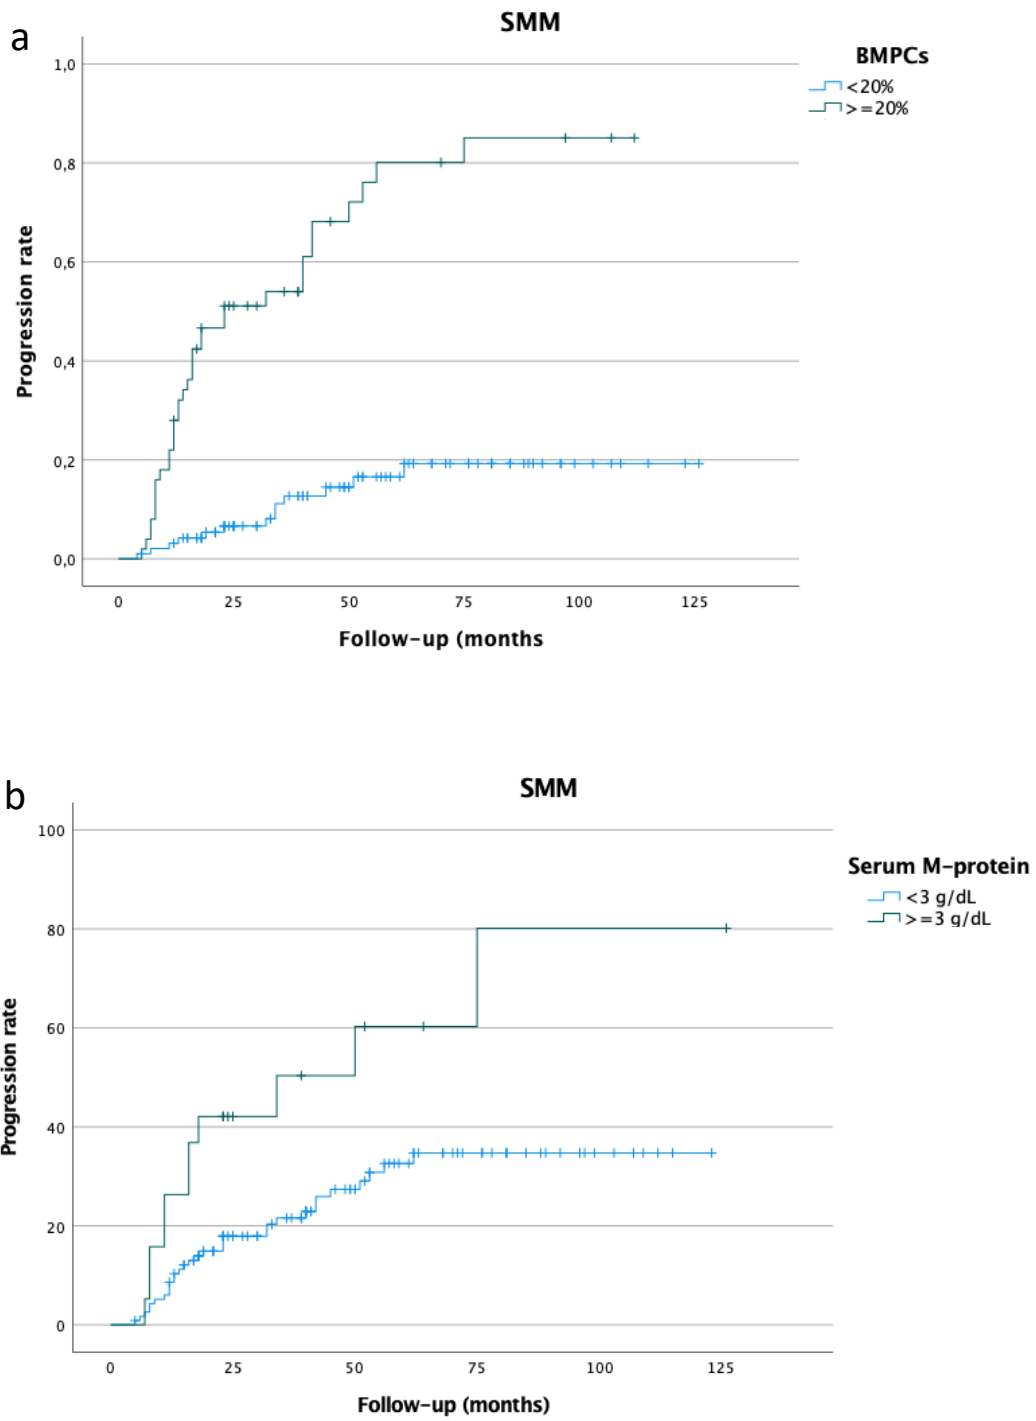 a
SMM
BMPCs
<20%
>=20%
1,0
0,8
0,6
0,4
0,2
0,0
Progression rate
0 25 50 75 100 125
Follow-up (months
b
SMM
Serum M-protein
<3 g/dL
>=3 g/dL
100
80
60
40
20
0
Progression rate
0 25 50 75 100 125
Follow-up (months)